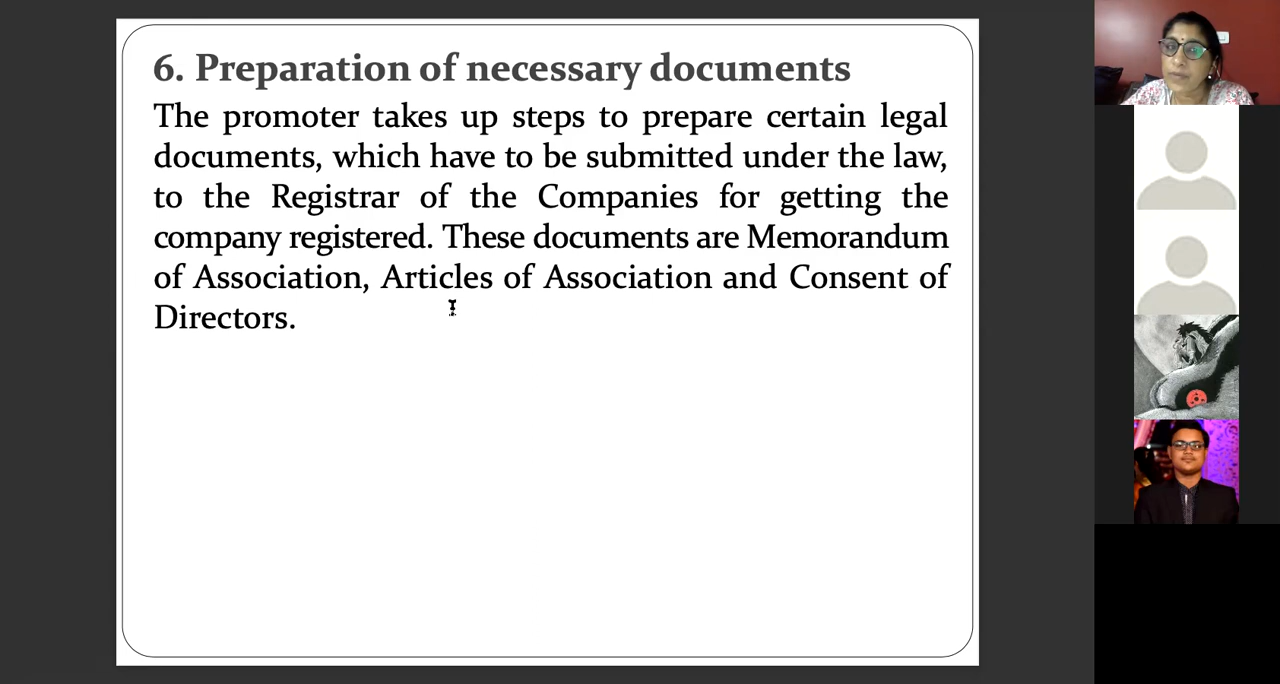 6. Preparation of necessary documents
The promoter takes up steps to prepare certain legal
documents, which have to be submitted under the law,
to the Registrar of the Companies for getting the
company registered. These documents are Memorandum
of Association, Articles of Association and Consent of
Directors.